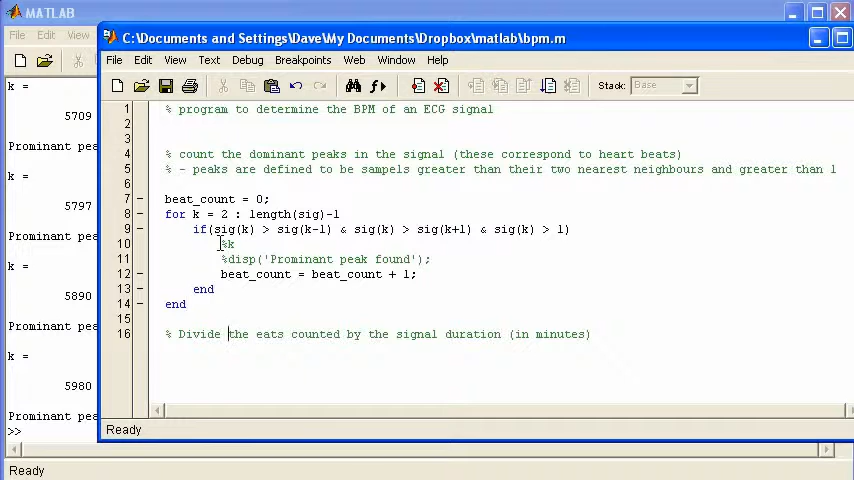 MATLAB
File Edit View
C:\Documents and Settings\Dave\My Documents\Dropbox\matlab\bpm.m
File Edit View Text Debug Breakpoints Web Window Help
Stack: Base
k =
5709
Prominant pea
k =
5797
Prominant pea
k =
5890
Prominant pea
k =
5980
Prominant pea
>>
1 % program to determine the BPM of an ECG signal
2
3
4 % count the dominant peaks in the signal (these correspond to heart beats)
5 % - peaks are defined to be sampels greater than their two nearest neighbours and greater than 1
6
7 - beat_count = 0;
8 - for k = 2 : length(sig)-1
9 - if(sig(k) > sig(k-1) & sig(k) > sig(k+1) & sig(k) > 1)
10 %k
11 %disp('Prominant peak found');
12 - beat_count = beat_count + 1;
13 - end
14 - end
15
16 % Divide the eats counted by the signal duration (in minutes)
Ready
Ready